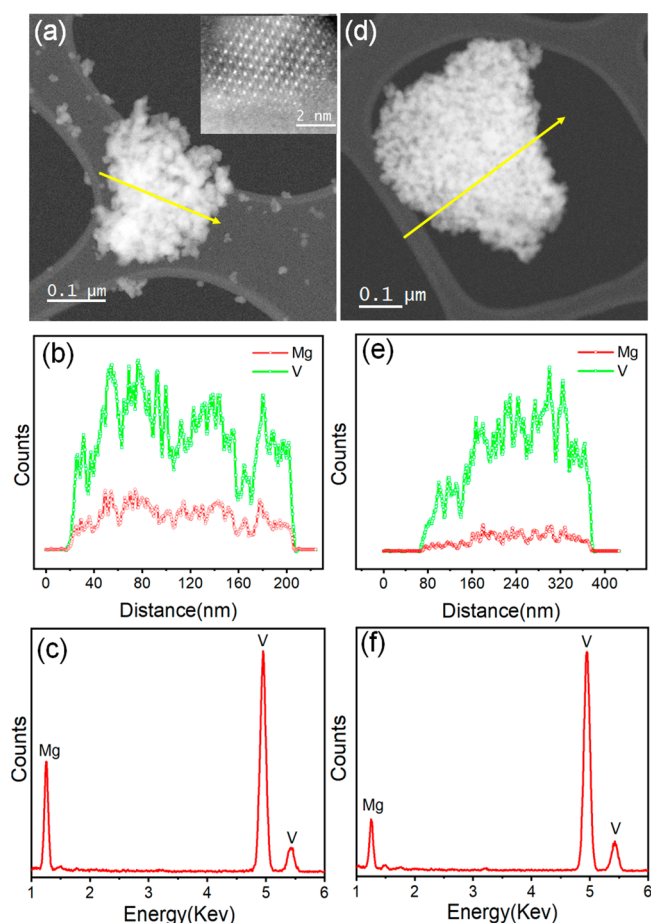 (a)
2 nm
0.1 μm
(d)
0.1 μm
(b)
Mg
V
Counts
0 40 80 120 160 200
Distance(nm)
(e)
Mg
V
Counts
0 80 160 240 320 400
Distance(nm)
(c)
Mg
V
V
Counts
1 2 3 4 5 6
Energy(Kev)
(f)
Mg
V
V
Counts
1 2 3 4 5 6
Energy(Kev)